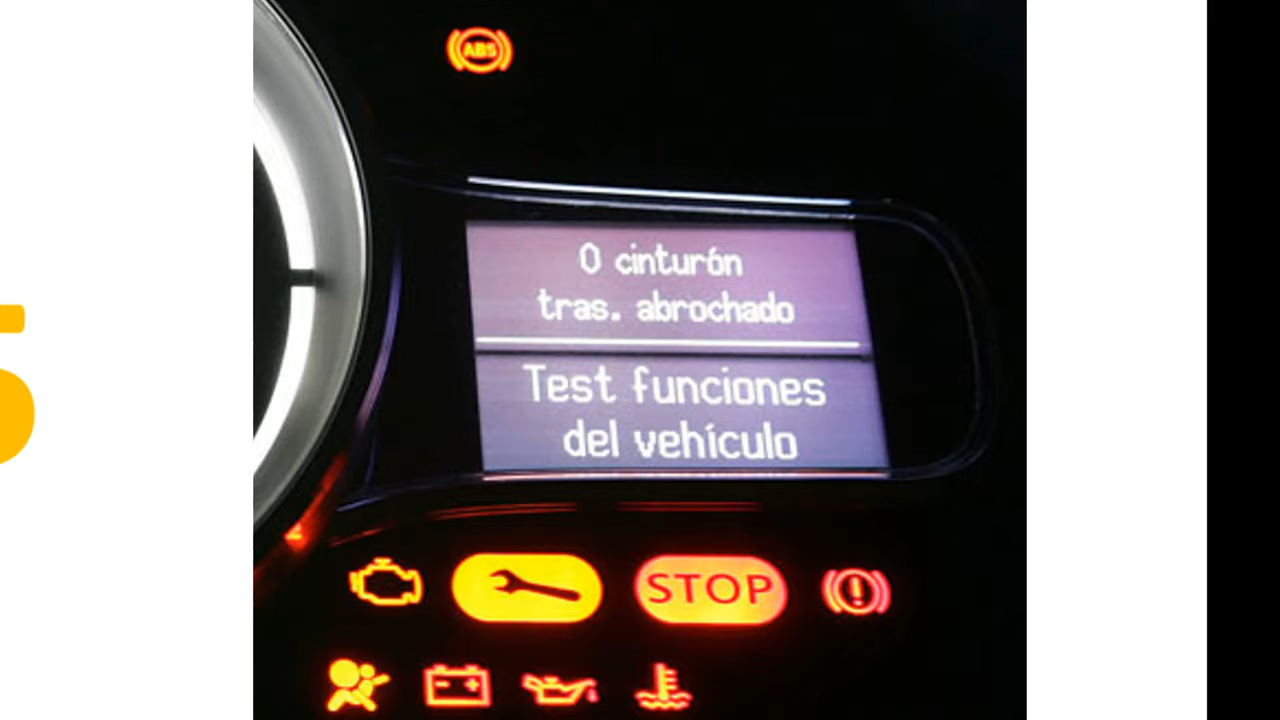 ABS
0 cinturón
tras. abrochado
Test funciones
del vehículo
STOP